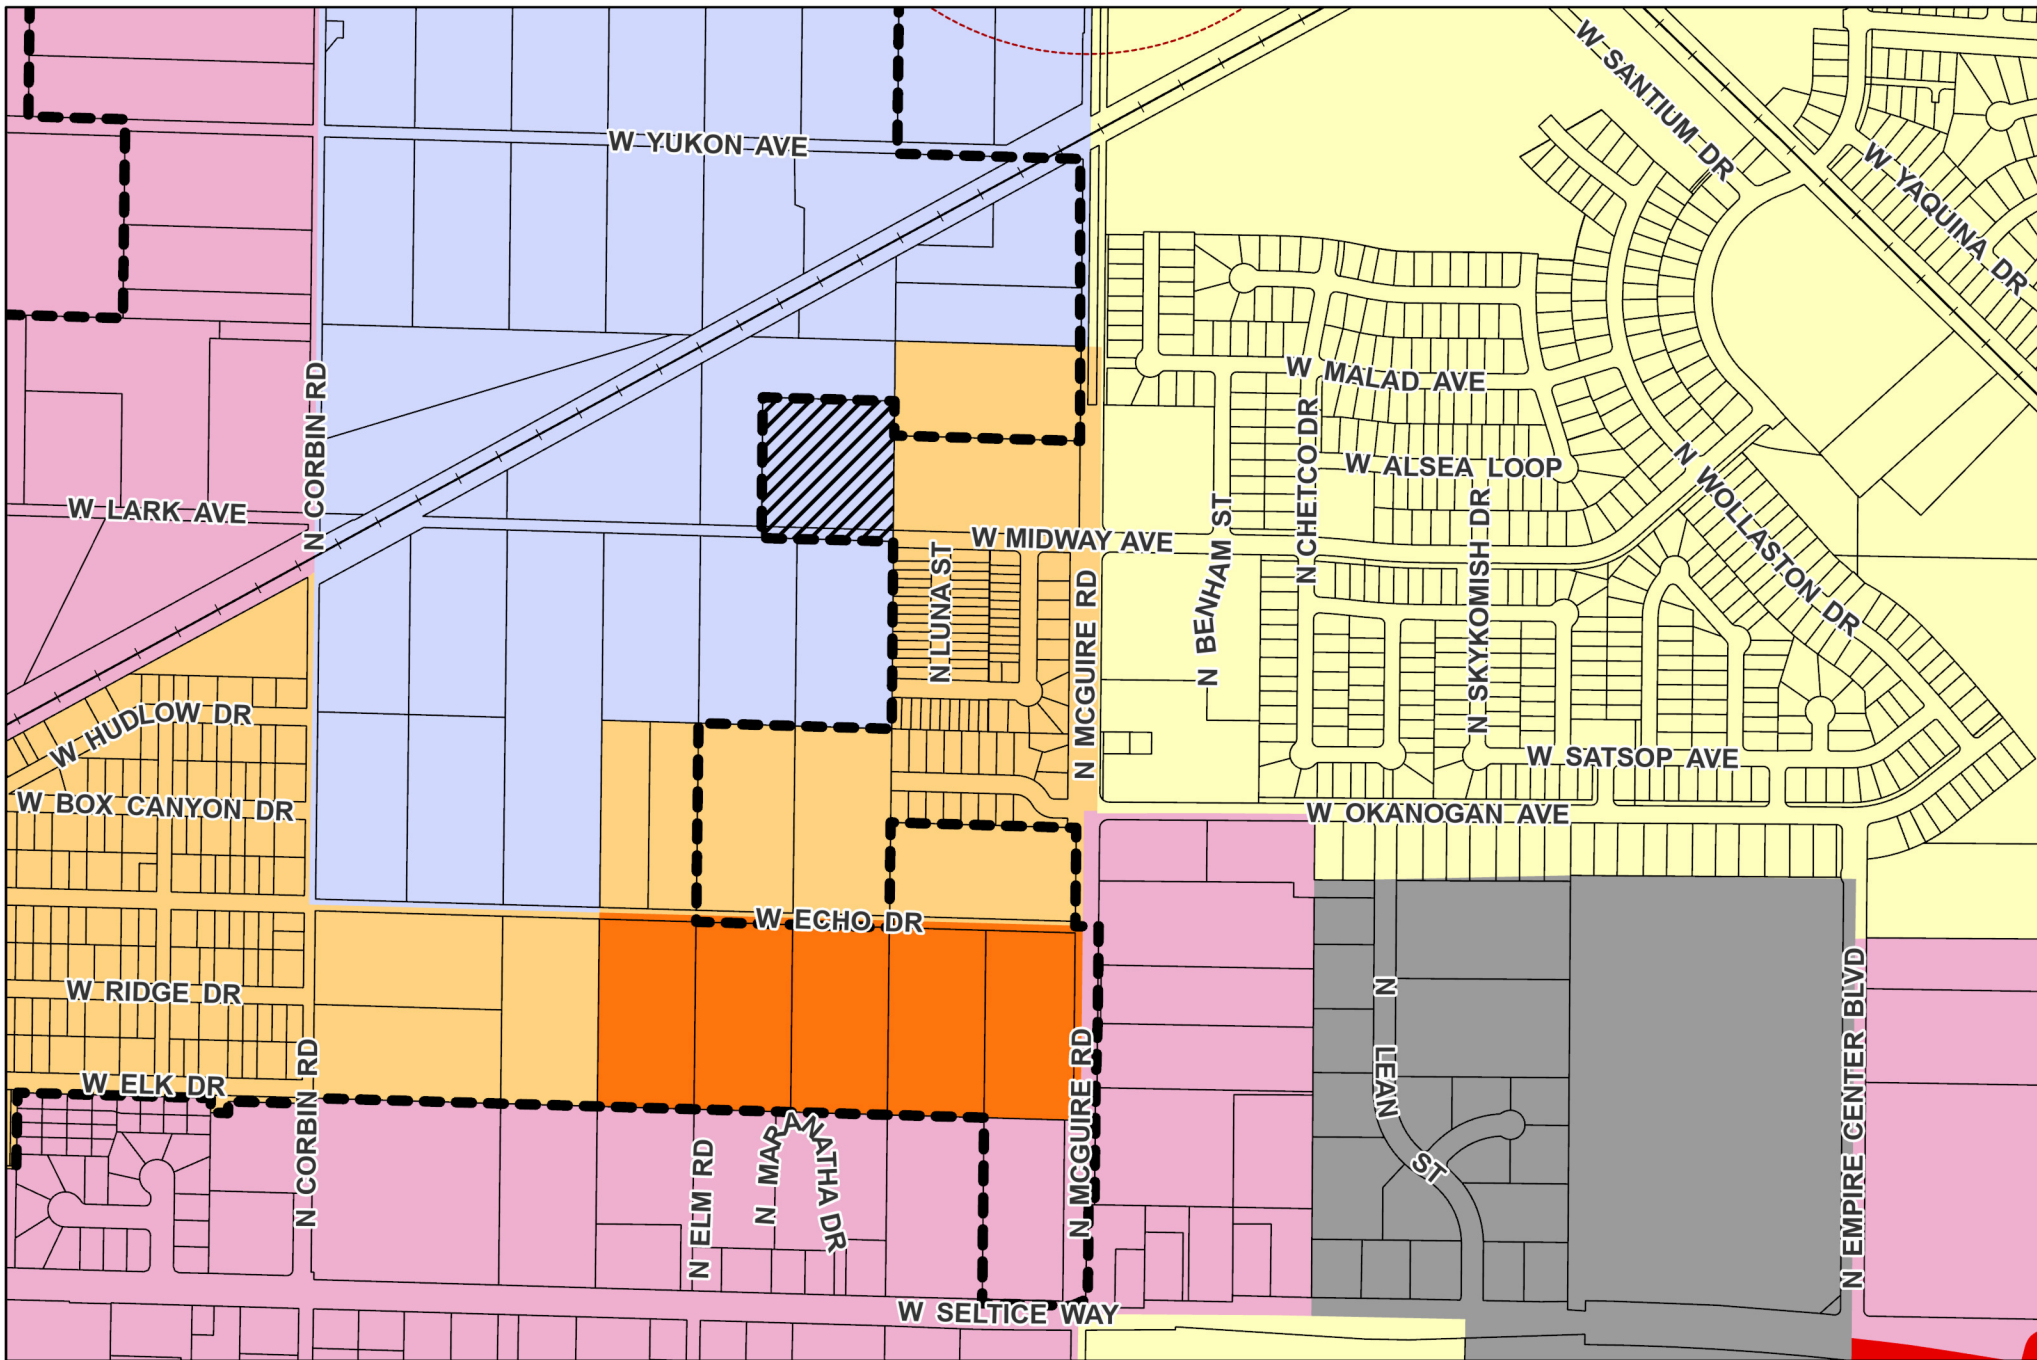 W SANTIUM DR
W YUKON AVE
W YAQUINA DR
W MALAD AVE
N CORBIN RD
N CHETCO DR
W ALSEA LOOP
N WOLLASTON DR
W LARK AVE
W MIDWAY AVE
N LUNA ST
N MCGUIRE RD
N BENHAM ST
N SKYKOMISH DR
W HUDLOW DR
W BOX CANYON DR
W SATSOP AVE
W OKANOGAN AVE
W ECHO DR
W RIDGE DR
N LEAN ST
N EMPIRE CENTER BLVD
W ELK DR
N CORBIN RD
N ELM RD
N MARANATHA DR
N MCGUIRE RD
W SELTICE WAY